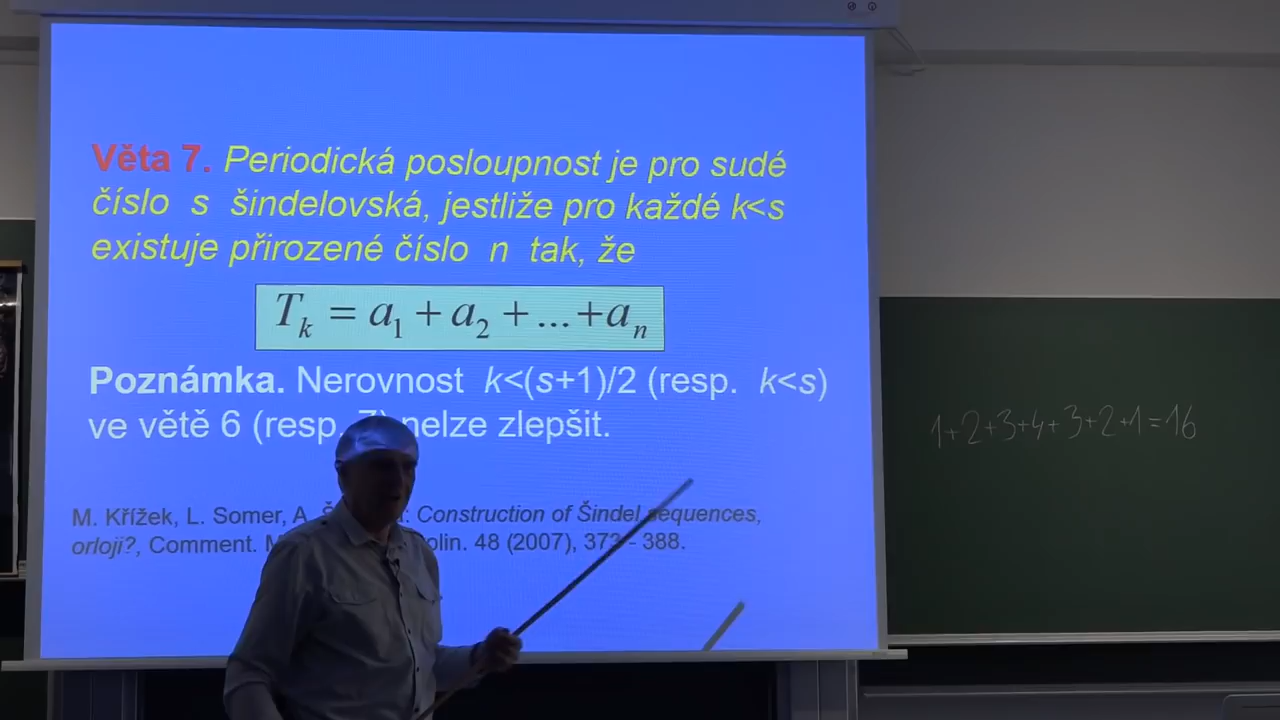 Věta 7. Periodická posloupnost je pro sudé
číslo s šindelovská, jestliže pro každé k<s
existuje přirozené číslo n tak, že
T_k = a_1 + a_2 + ... + a_n
Poznámka. Nerovnost k<(s+1)/2 (resp. k<s)
ve větě 6 (resp. 7) nelze zlepšit.
M. Křížek, L. Somer, A. Construction of Šindel sequences,
orloji?, Comment. 48 (2007), 373 - 388.
1+2+3+4+3+2+1=16